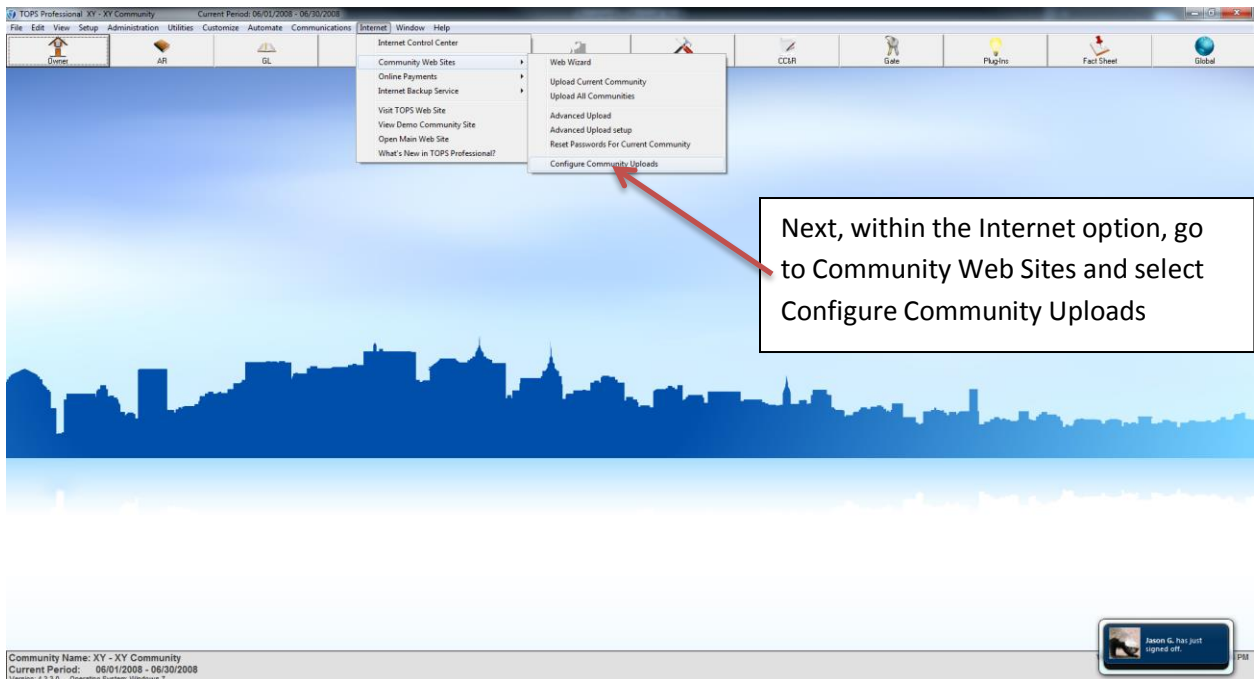 TOPS Professional XY - XY Community Current Period: 06/01/2008 - 06/30/2008
File Edit View Setup Administration Utilities Customize Automate Communications Internet Window Help
Owner AR GL CC&R Gate Plug-Ins Fact Sheet Global
Internet Control Center
Community Web Sites
Online Payments
Internet Backup Service
Visit TOPS Web Site
View Demo Community Site
Open Main Web Site
What's New in TOPS Professional?
Web Wizard
Upload Current Community
Upload All Communities
Advanced Upload
Advanced Upload setup
Reset Passwords For Current Community
Configure Community Uploads
Next, within the Internet option, go
to Community Web Sites and select
Configure Community Uploads
Jason G. has just
signed off.
PM
Community Name: XY - XY Community
Current Period: 06/01/2008 - 06/30/2008
Operating System: Windows 7